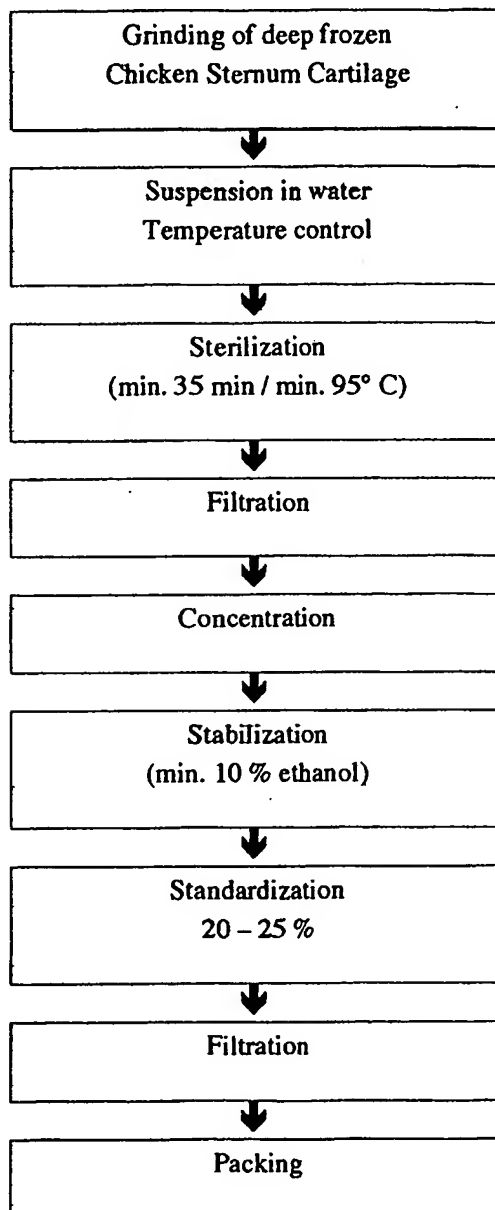 Grinding of deep frozen
Chicken Sternum Cartilage
Suspension in water
Temperature control
Sterilization
(min. 35 min / min. 95° C)
Filtration
Concentration
Stabilization
(min. 10 % ethanol)
Standardization
20 – 25 %
Filtration
Packing